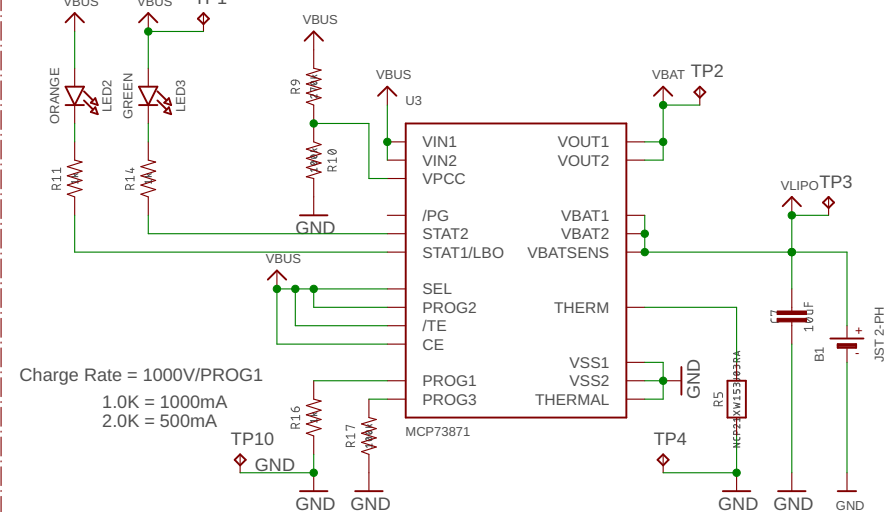 VBUS
VBUS
TP1
VBUS
ORANGE
LED2
GREEN
LED3
R9
VBUS
U3
VBAT
TP2
R11
R14
R10
GND
VIN1
VIN2
VPCC
/PG
STAT2
STAT1/LBO
VOUT1
VOUT2
VBAT1
VBAT2
VBATSENS
VLIPO
TP3
VBUS
SEL
PROG2
/TE
CE
THERM
C7
10uF
B1
+
-
JST 2-PH
VSS1
VSS2
THERMAL
GND
Charge Rate = 1000V/PROG1
1.0K = 1000mA
2.0K = 500mA
PROG1
PROG3
R16
R17
R5
MCP73871
TP10
GND
TP4
GND
GND
GND
GND
GND